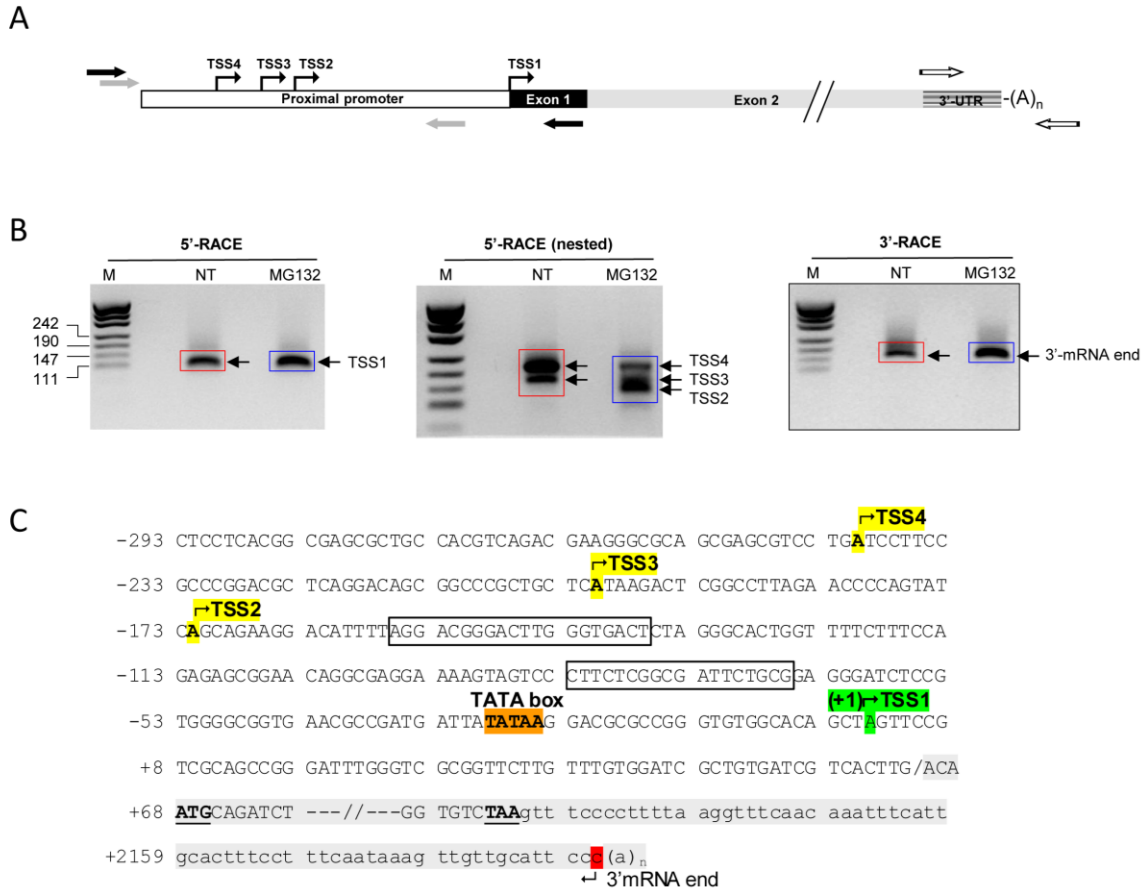 A
TSS4 TSS3 TSS2 TSS1
Proximal promoter Exon 1 Exon 2 3'-UTR -(A)n
B
5'-RACE
M NT MG132
242
190
147
111
TSS1
5'-RACE (nested)
M NT MG132
TSS4
TSS3
TSS2
3'-RACE
M NT MG132
3'-mRNA end
C
TSS4
-293 CTCCTCACGG CGAGCGCTGC CACGTCAGAC GAAGGGCGCA GCGAGCGTCC TGATCCTTCC
TSS3
-233 GCCCGGACGC TCAGGACAGC GGCCCGCTGC TCATAAGACT CGGCCTTAGA ACCCCAGTAT
TSS2
-173 CAGCAGAAGG ACATTTTAGG ACGGGACTTG GGTGACTCTAG GGCACTGGT TTTCTTTCCA
-113 GAGAGCGGAA CAGGCGAGGA AAAGTAGTCC CTTCTCGGCG ATTCTGCGGA GGGATCTCCG
TATA box (+1) TSS1
-53 TGGGGCGGTG AACGCCGATG ATTATATAAG GACGCGCCGG GTGTGGCACA GCTAGTTCCG
+8 TCGCAGCCGG GATTTGGGTC GCGGTTCTTG TTTGTGGATC GCTGTGATCG TCACTTG/ACA
+68 ATGCAGATCT ---//---GG TGTCTAAgtt tccccttttaa aggtttcaac aaatttcatt
+2159 gcactttcct ttcaataaag ttgttgcatt ccc(a)n
3'mRNA end